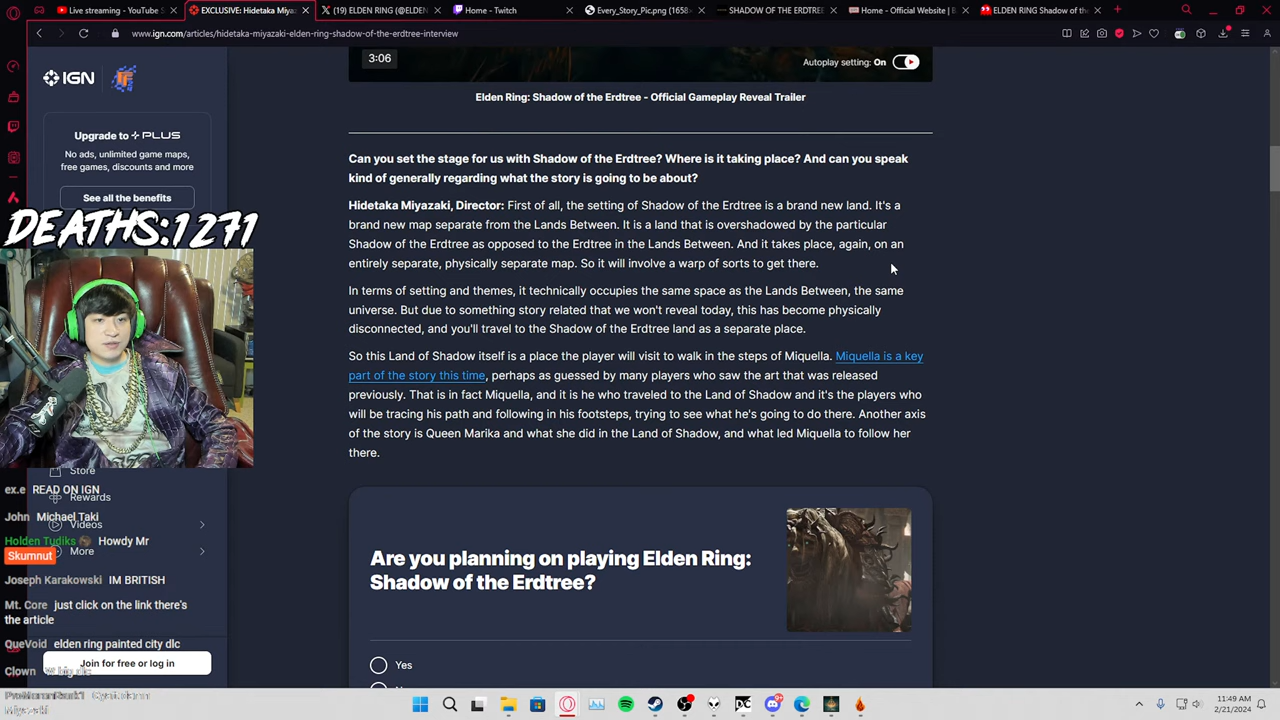 Live streaming - YouTube S
EXCLUSIVE: Hidetaka Miya
(19) ELDEN RING (@ELDEN
Home - Twitch
Every_Story_Pic.png (1658×
SHADOW OF THE ERDTREE
Home - Official Website | B
ELDEN RING Shadow of the
www.ign.com/articles/hidetaka-miyazaki-elden-ring-shadow-of-the-erdtree-interview
IGN
3:06
Autoplay setting: On
Elden Ring: Shadow of the Erdtree - Official Gameplay Reveal Trailer
Upgrade to PLUS
No ads, unlimited game maps,
free games, discounts and more
See all the benefits
DEATHS:1271
Can you set the stage for us with Shadow of the Erdtree? Where is it taking place? And can you speak
kind of generally regarding what the story is going to be about?
Hidetaka Miyazaki, Director: First of all, the setting of Shadow of the Erdtree is a brand new land. It's a
brand new map separate from the Lands Between. It is a land that is overshadowed by the particular
Shadow of the Erdtree as opposed to the Erdtree in the Lands Between. And it takes place, again, on an
entirely separate, physically separate map. So it will involve a warp of sorts to get there.
In terms of setting and themes, it technically occupies the same space as the Lands Between, the same
universe. But due to something story related that we won't reveal today, this has become physically
disconnected, and you'll travel to the Shadow of the Erdtree land as a separate place.
So this Land of Shadow itself is a place the player will visit to walk in the steps of Miquella. Miquella is a key
part of the story this time, perhaps as guessed by many players who saw the art that was released
previously. That is in fact Miquella, and it is he who traveled to the Land of Shadow and it's the players who
will be tracing his path and following in his footsteps, trying to see what he's going to do there. Another axis
of the story is Queen Marika and what she did in the Land of Shadow, and what led Miquella to follow her
there.
Store
ex.e READ ON IGN
Rewards
John Michael Taki
Videos
Holden Tudiks Howdy Mr
Skumnut
More
Joseph Karakowski IM BRITISH
Mt. Core just click on the link there's
the article
QueVoid elden ring painted city dlc
Join for free or log in
Clown W big dlc
Miyazaki
Are you planning on playing Elden Ring:
Shadow of the Erdtree?
Yes
11:49 AM
2/21/2024